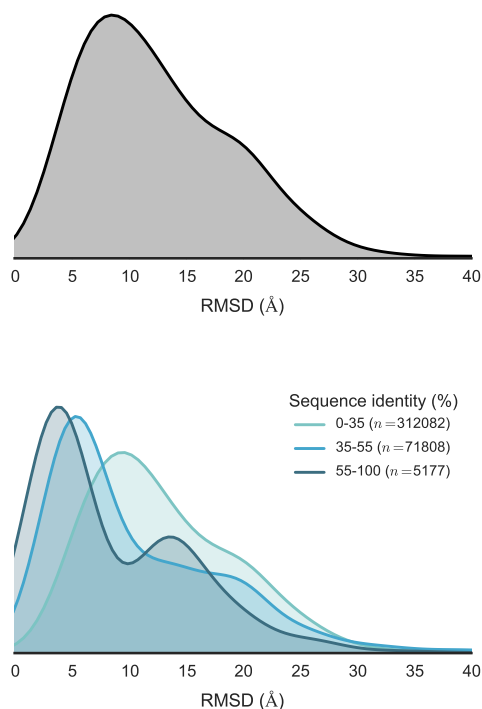 0 5 10 15 20 25 30 35 40
RMSD (Å)
Sequence identity (%)
0-35 (n=312082)
35-55 (n=71808)
55-100 (n=5177)
0 5 10 15 20 25 30 35 40
RMSD (Å)